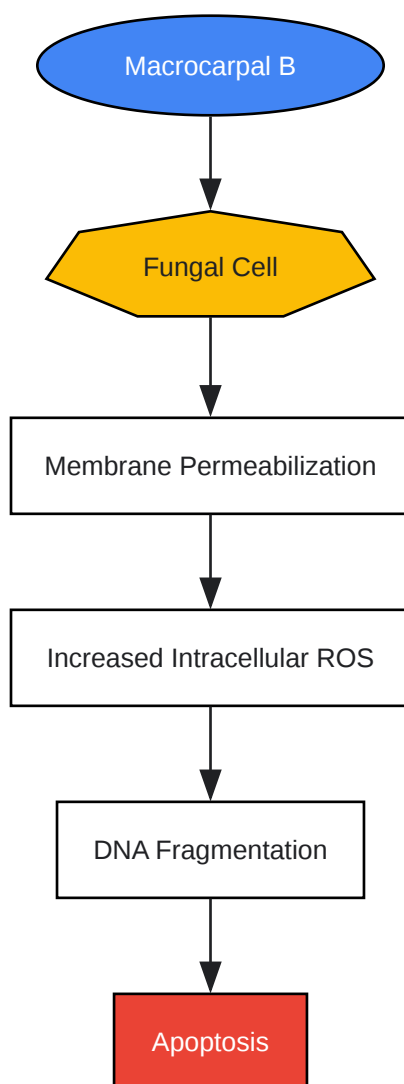 Macrocarpal B
Fungal Cell
Membrane Permeabilization
Increased Intracellular ROS
DNA Fragmentation
Apoptosis